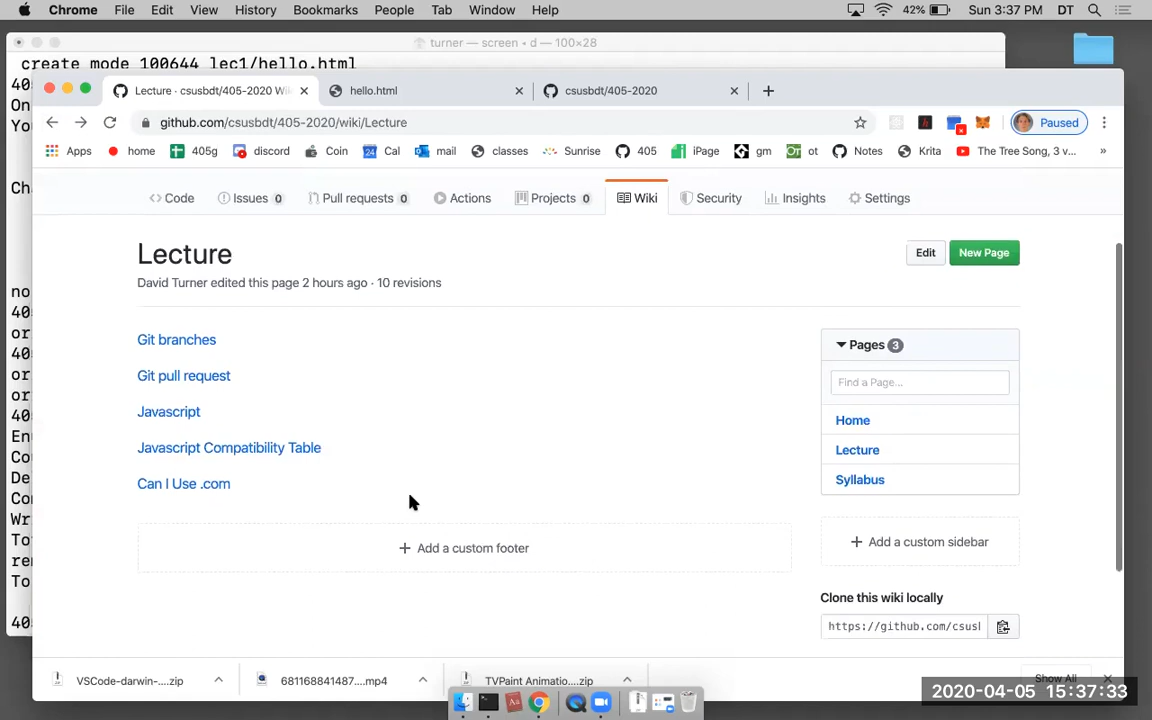 Chrome File Edit View History Bookmarks People Tab Window Help 42% Sun 3:37 PM DT
turner — screen • d — 100×28
create mode 100644 lec1/hello.html
Lecture · csusbdt/405-2020 Wi
hello.html
csusbdt/405-2020
github.com/csusbdt/405-2020/wiki/Lecture
Paused
Apps home 405g discord Coin Cal mail classes Sunrise 405 iPage gm ot Notes Krita The Tree Song, 3 v... »
Code Issues 0 Pull requests 0 Actions Projects 0 Wiki Security Insights Settings
Lecture
Edit
New Page
David Turner edited this page 2 hours ago · 10 revisions
Git branches
Git pull request
Javascript
Javascript Compatibility Table
Can I Use .com
Add a custom footer
Pages 3
Find a Page...
Home
Lecture
Syllabus
Add a custom sidebar
Clone this wiki locally
https://github.com/csusl
VSCode-darwin-....zip
681168841487....mp4
TVPaint Animatio....zip
Show All
2020-04-05 15:37:33